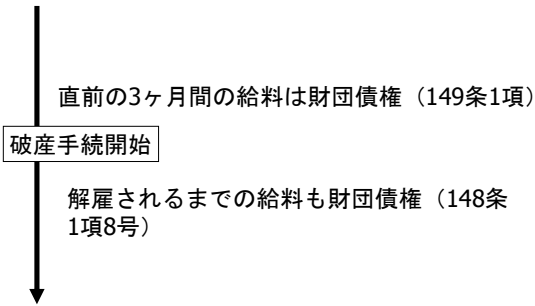 直前の3ヶ月間の給料は財団債権（149条1項）
破産手続開始
解雇されるまでの給料も財団債権（148条
1項8号）